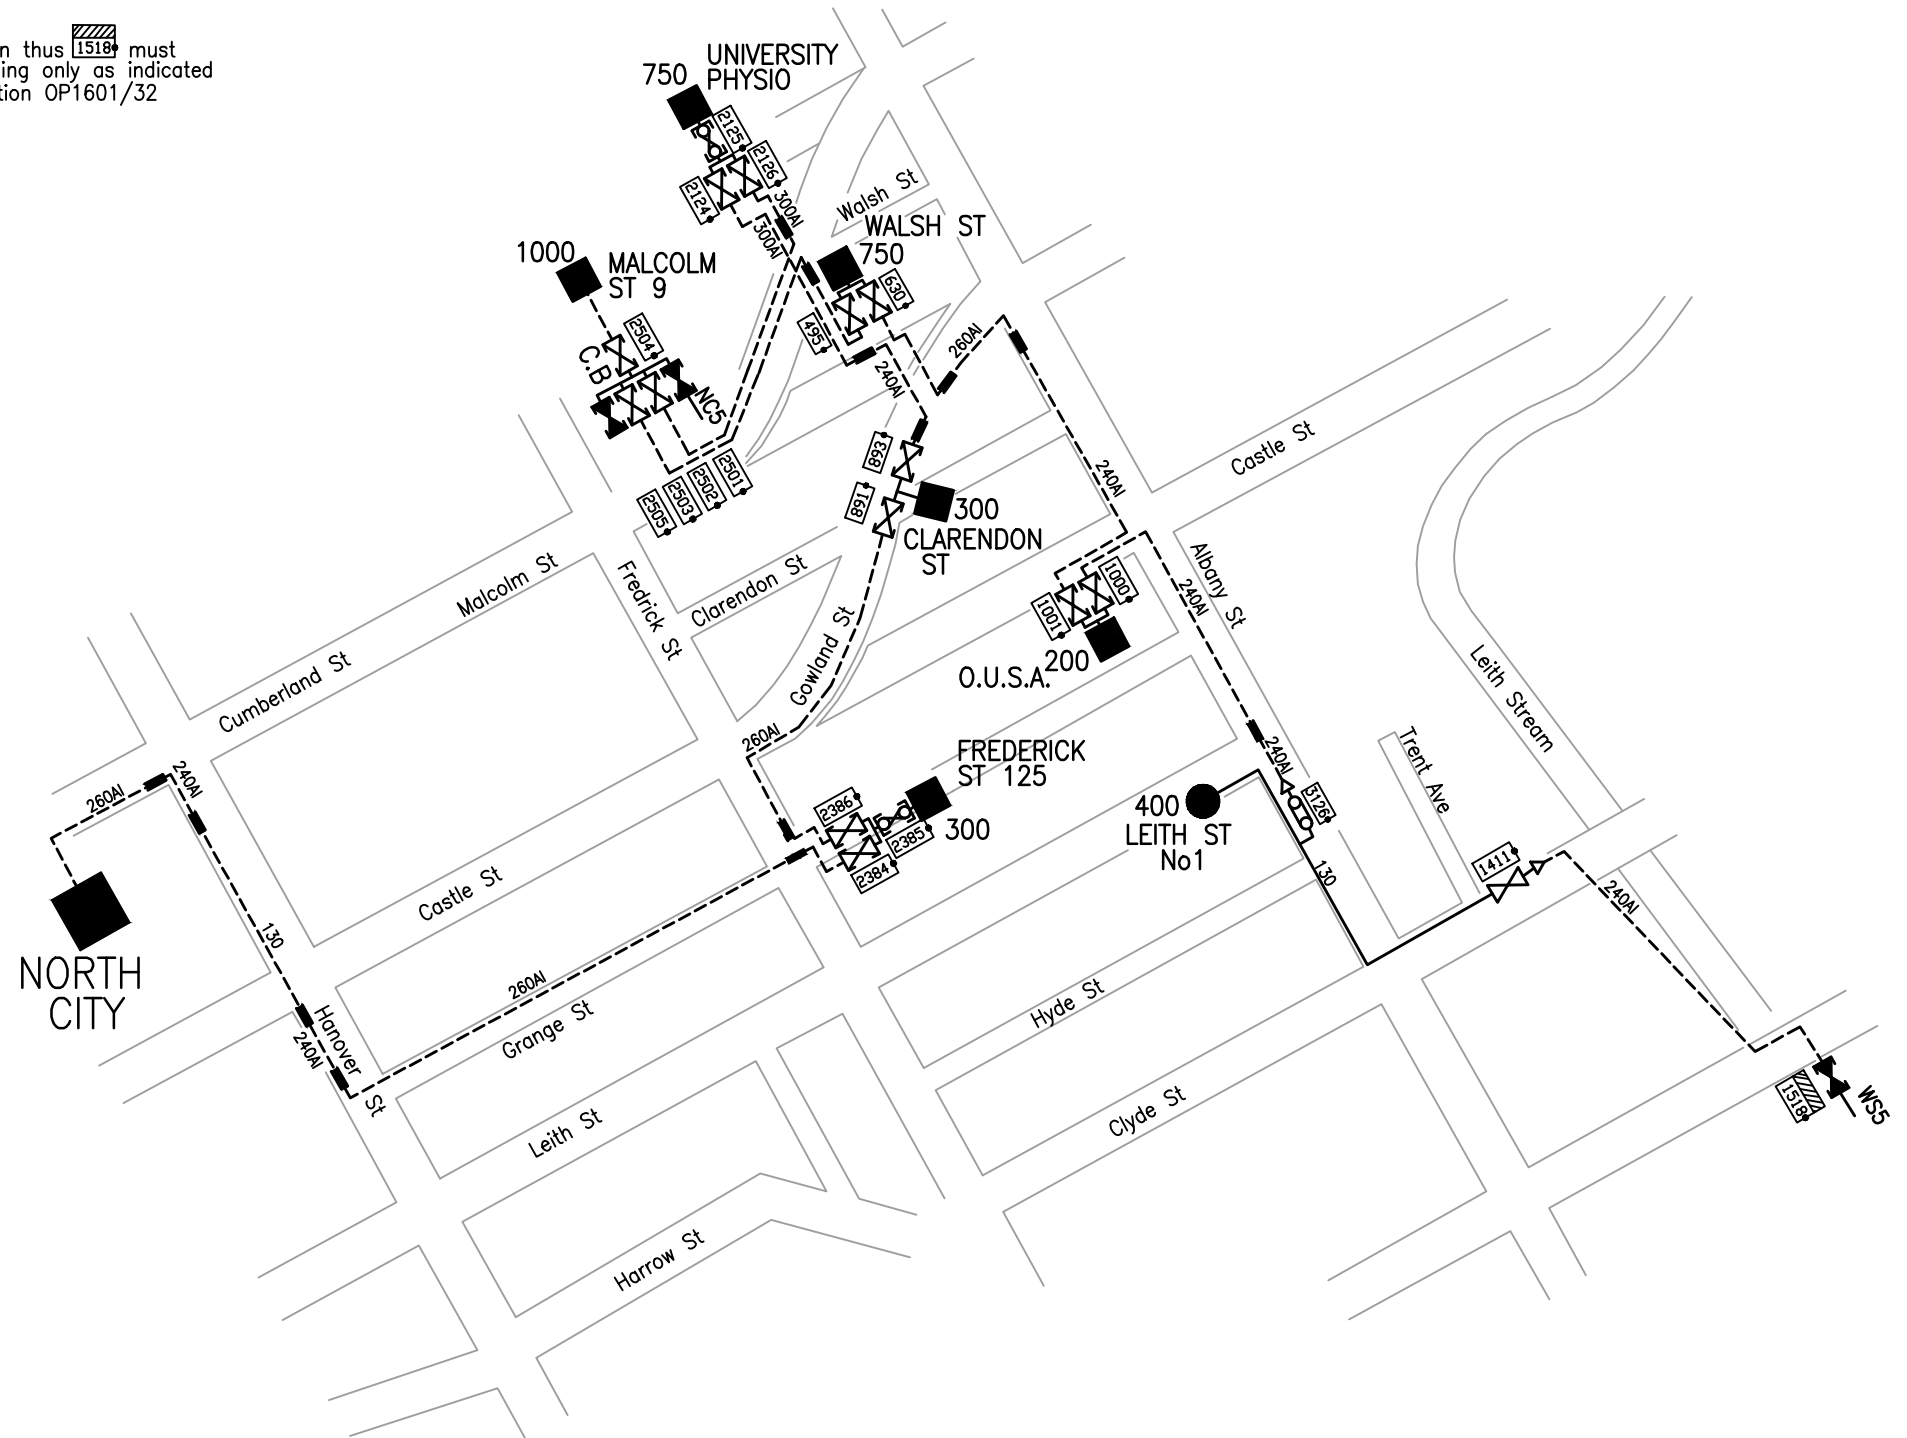 n thus 1518 must
ing only as indicated
tion OP1601/32
UNIVERSITY
PHYSIO
750
2125
2126
2124
300Al
300Al
Walsh St
WALSH ST
750
630
495
1000
MALCOLM
ST 9
2504
C.B
NC5
2501
2502
2503
2505
260Al
240Al
893
891
300
CLARENDON
ST
240Al
Castle St
Malcolm St
Fredrick St
Clarendon St
Gowland St
1000
1001
200
O.U.S.A.
Albany St
240Al
Leith Stream
Cumberland St
260Al
240Al
260Al
FREDERICK
ST 125
2386
2385
2384
300
240Al
3126
400
LEITH ST
No1
130
Trent Ave
1411
240Al
NORTH
CITY
130
Castle St
260Al
Grange St
Hanover St
240Al
Hyde St
Leith St
Clyde St
Harrow St
1518
WS5